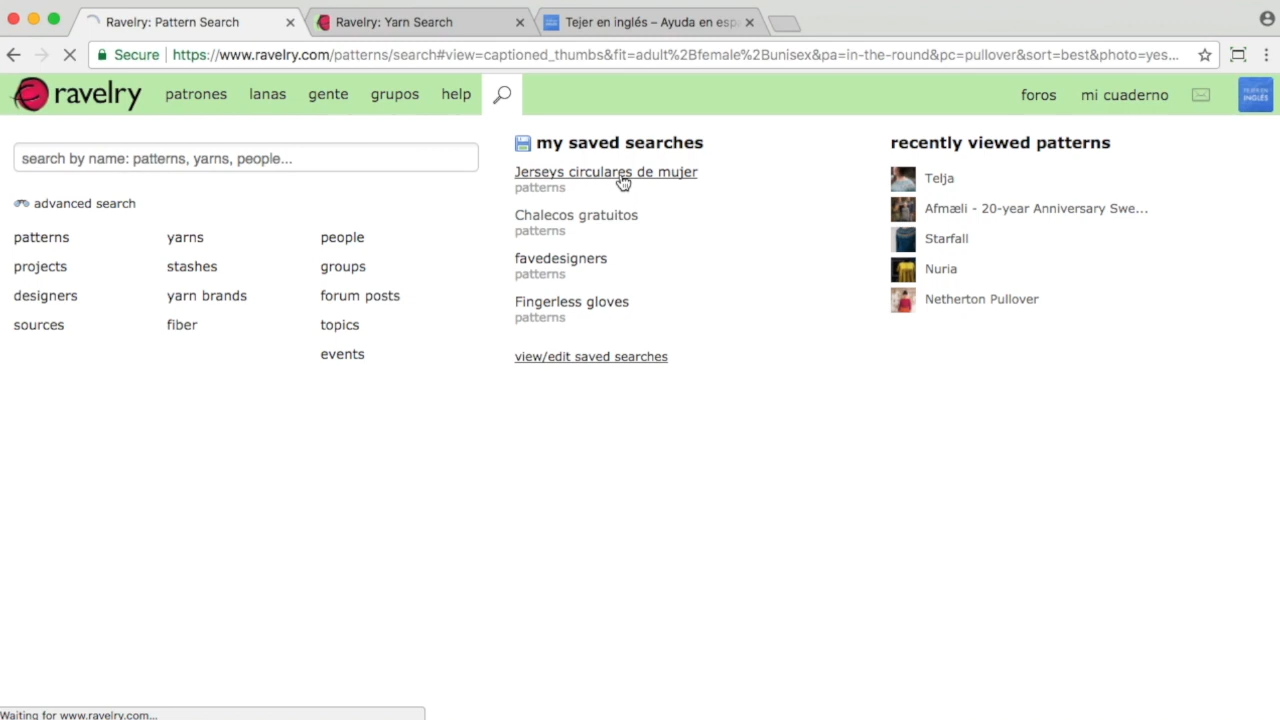 Ravelry: Pattern Search
Ravelry: Yarn Search
Tejer en inglés – Ayuda en esp
Secure
https://www.ravelry.com/patterns/search#view=captioned_thumbs&fit=adult%2Bfemale%2Bunisex&pa=in-the-round&pc=pullover&sort=best&photo=yes...
ravelry
patrones
lanas
gente
grupos
help
foros
mi cuaderno
TEJER EN
INGLÉS
search by name: patterns, yarns, people...
advanced search
patterns
yarns
people
projects
stashes
groups
designers
yarn brands
forum posts
sources
fiber
topics
events
my saved searches
Jerseys circulares de mujer
patterns
Chalecos gratuitos
patterns
favedesigners
patterns
Fingerless gloves
patterns
view/edit saved searches
recently viewed patterns
Telja
Afmæli - 20-year Anniversary Swe...
Starfall
Nuria
Netherton Pullover
Waiting for www.ravelry.com...